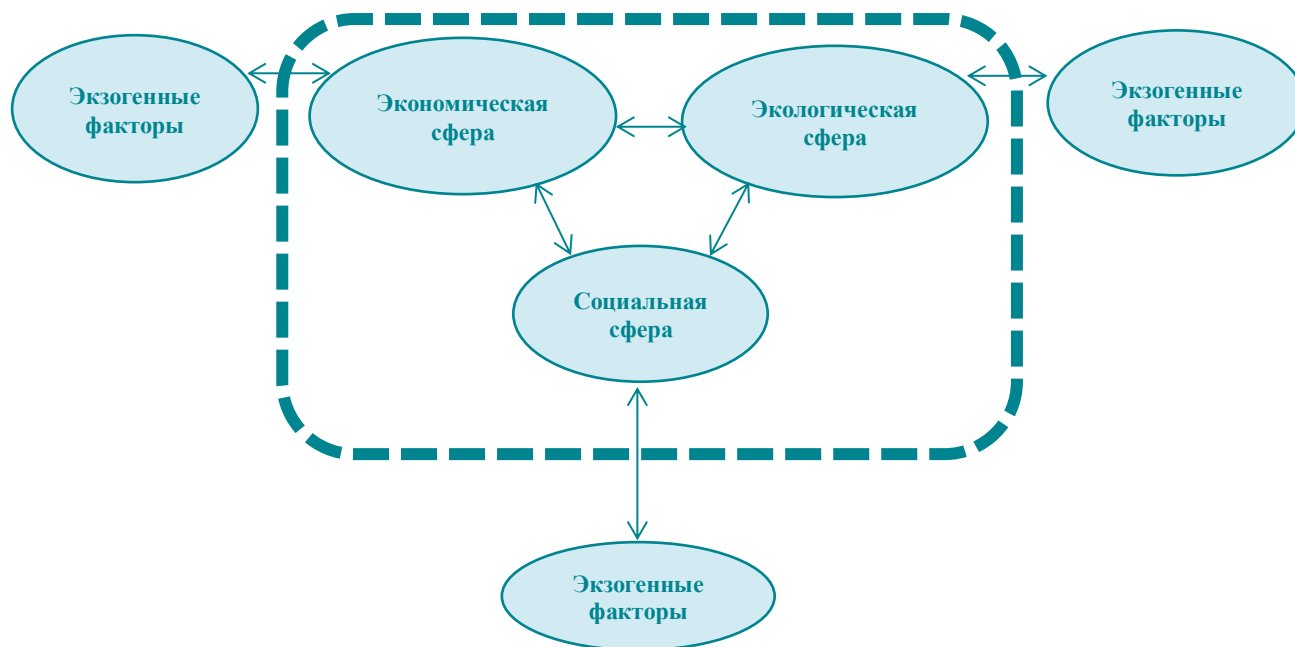 Экзогенные
факторы
Экономическая
сфера
Экологическая
сфера
Экзогенные
факторы
Социальная
сфера
Экзогенные
факторы